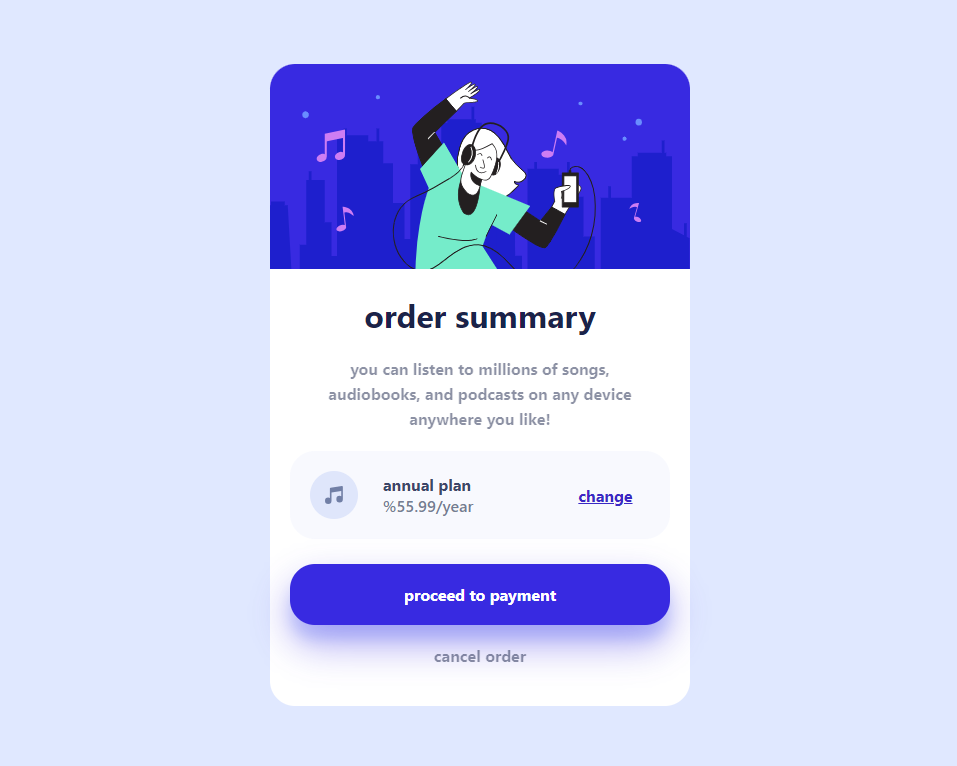 order summary
you can listen to millions of songs,
audiobooks, and podcasts on any device
anywhere you like!
annual plan
%55.99/year
change
proceed to payment
cancel order